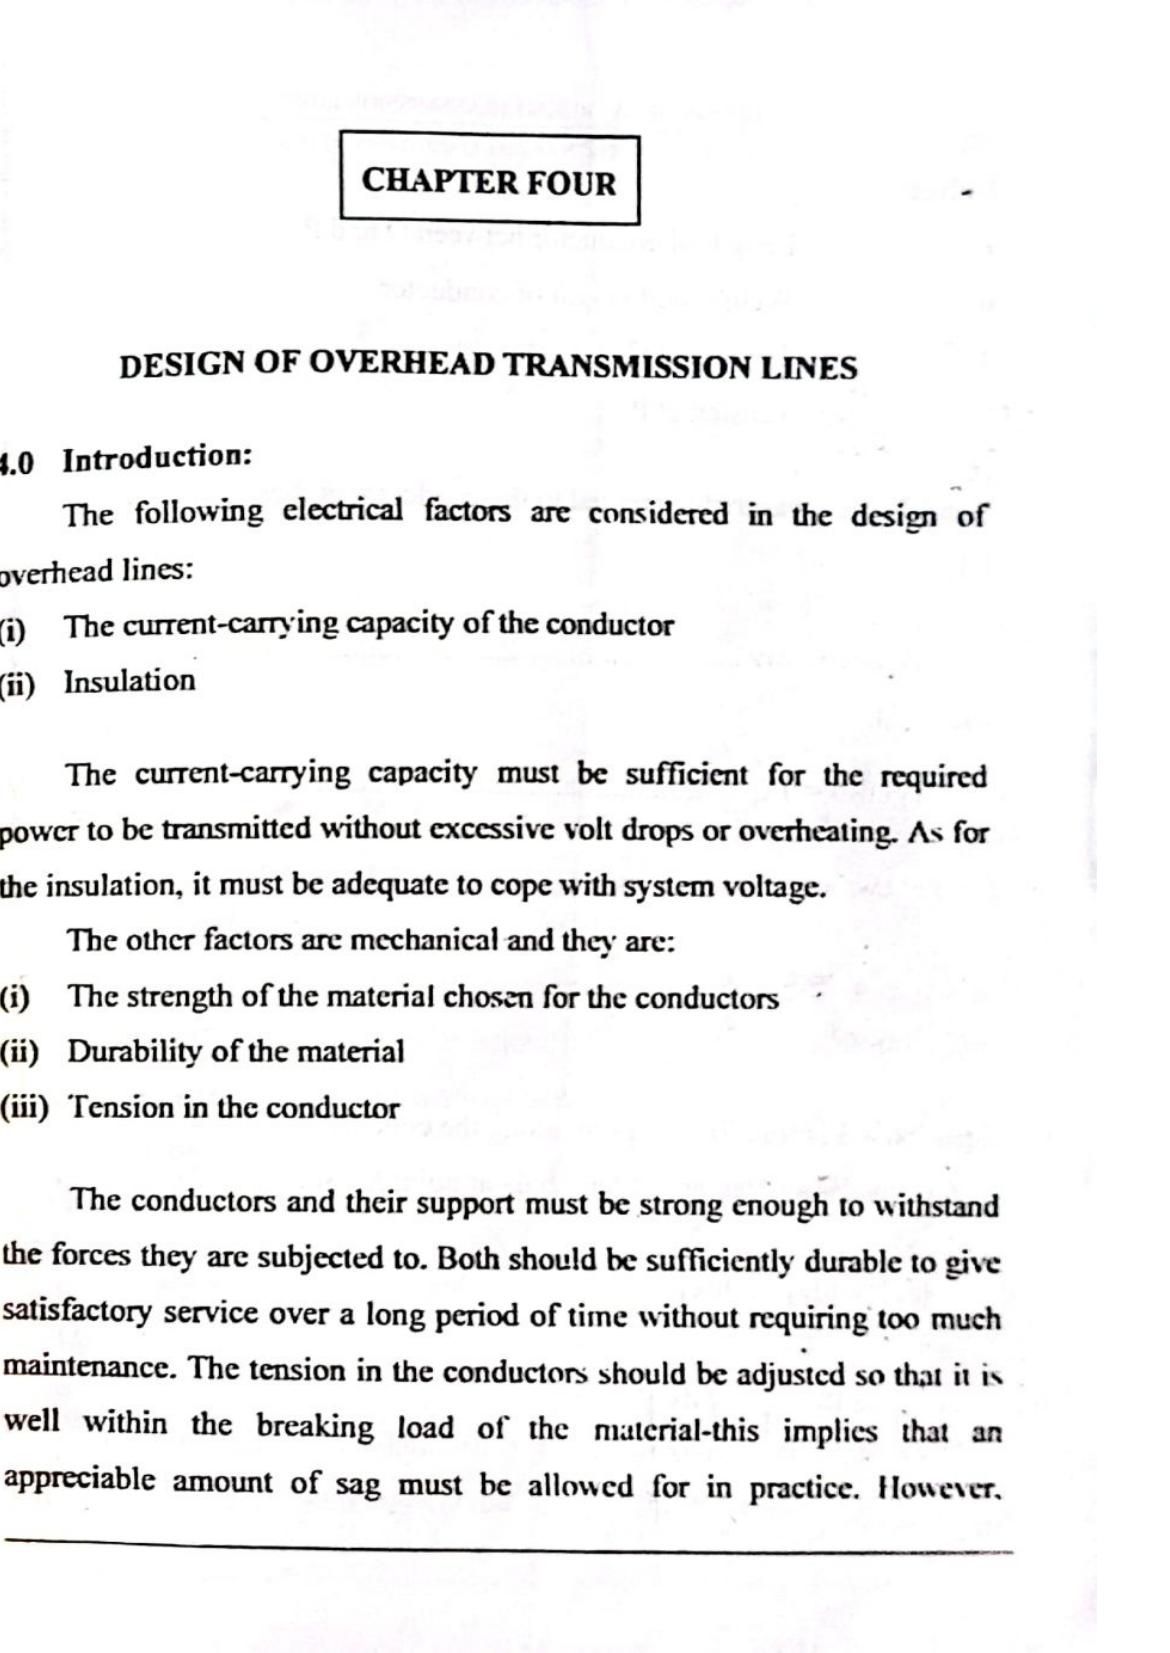 CHAPTER FOUR
DESIGN OF OVERHEAD TRANSMISSION LINES
4.0 Introduction:
The following electrical factors are considered in the design of
overhead lines:
(i) The current-carrying capacity of the conductor
(ii) Insulation
The current-carrying capacity must be sufficient for the required
power to be transmitted without excessive volt drops or overheating. As for
the insulation, it must be adequate to cope with system voltage.
The other factors are mechanical and they are:
(i) The strength of the material chosen for the conductors
(ii) Durability of the material
(iii) Tension in the conductor
The conductors and their support must be strong enough to withstand
the forces they are subjected to. Both should be sufficiently durable to give
satisfactory service over a long period of time without requiring too much
maintenance. The tension in the conductors should be adjusted so that it is
well within the breaking load of the material-this implies that an
appreciable amount of sag must be allowed for in practice. However,